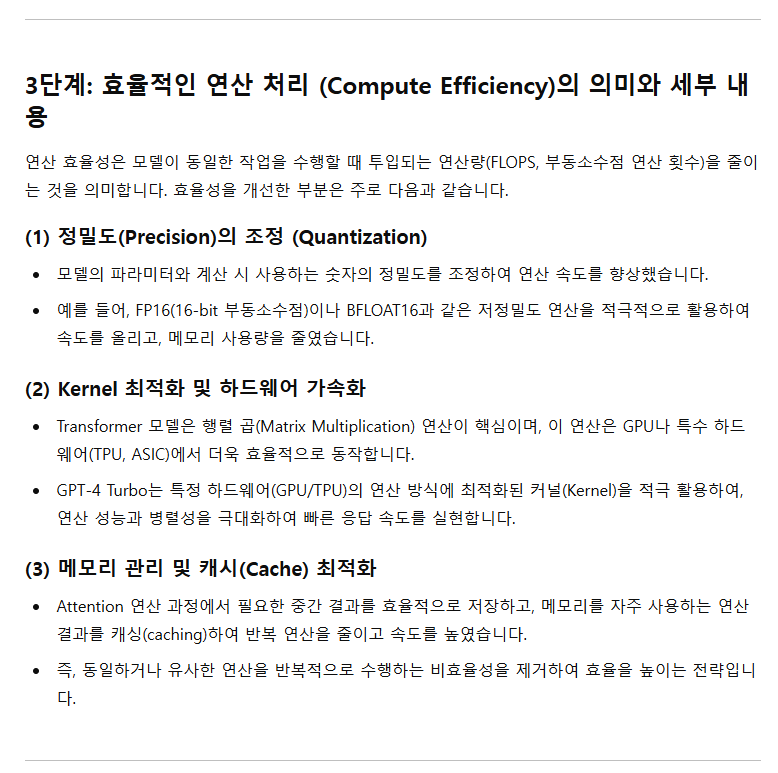 3단계: 효율적인 연산 처리 (Compute Efficiency)의 의미와 세부 내
용
연산 효율성은 모델이 동일한 작업을 수행할 때 투입되는 연산량(FLOPS, 부동소수점 연산 횟수)을 줄이
는 것을 의미합니다. 효율성을 개선한 부분은 주로 다음과 같습니다.
(1) 정밀도(Precision)의 조정 (Quantization)
• 모델의 파라미터와 계산 시 사용하는 숫자의 정밀도를 조정하여 연산 속도를 향상했습니다.
• 예를 들어, FP16(16-bit 부동소수점)이나 BFLOAT16과 같은 저정밀도 연산을 적극적으로 활용하여
속도를 올리고, 메모리 사용량을 줄였습니다.
(2) Kernel 최적화 및 하드웨어 가속화
• Transformer 모델은 행렬 곱(Matrix Multiplication) 연산이 핵심이며, 이 연산은 GPU나 특수 하드
웨어(TPU, ASIC)에서 더욱 효율적으로 동작합니다.
• GPT-4 Turbo는 특정 하드웨어(GPU/TPU)의 연산 방식에 최적화된 커널(Kernel)을 적극 활용하여,
연산 성능과 병렬성을 극대화하여 빠른 응답 속도를 실현합니다.
(3) 메모리 관리 및 캐시(Cache) 최적화
• Attention 연산 과정에서 필요한 중간 결과를 효율적으로 저장하고, 메모리를 자주 사용하는 연산
결과를 캐싱(caching)하여 반복 연산을 줄이고 속도를 높였습니다.
• 즉, 동일하거나 유사한 연산을 반복적으로 수행하는 비효율성을 제거하여 효율을 높이는 전략입니
다.